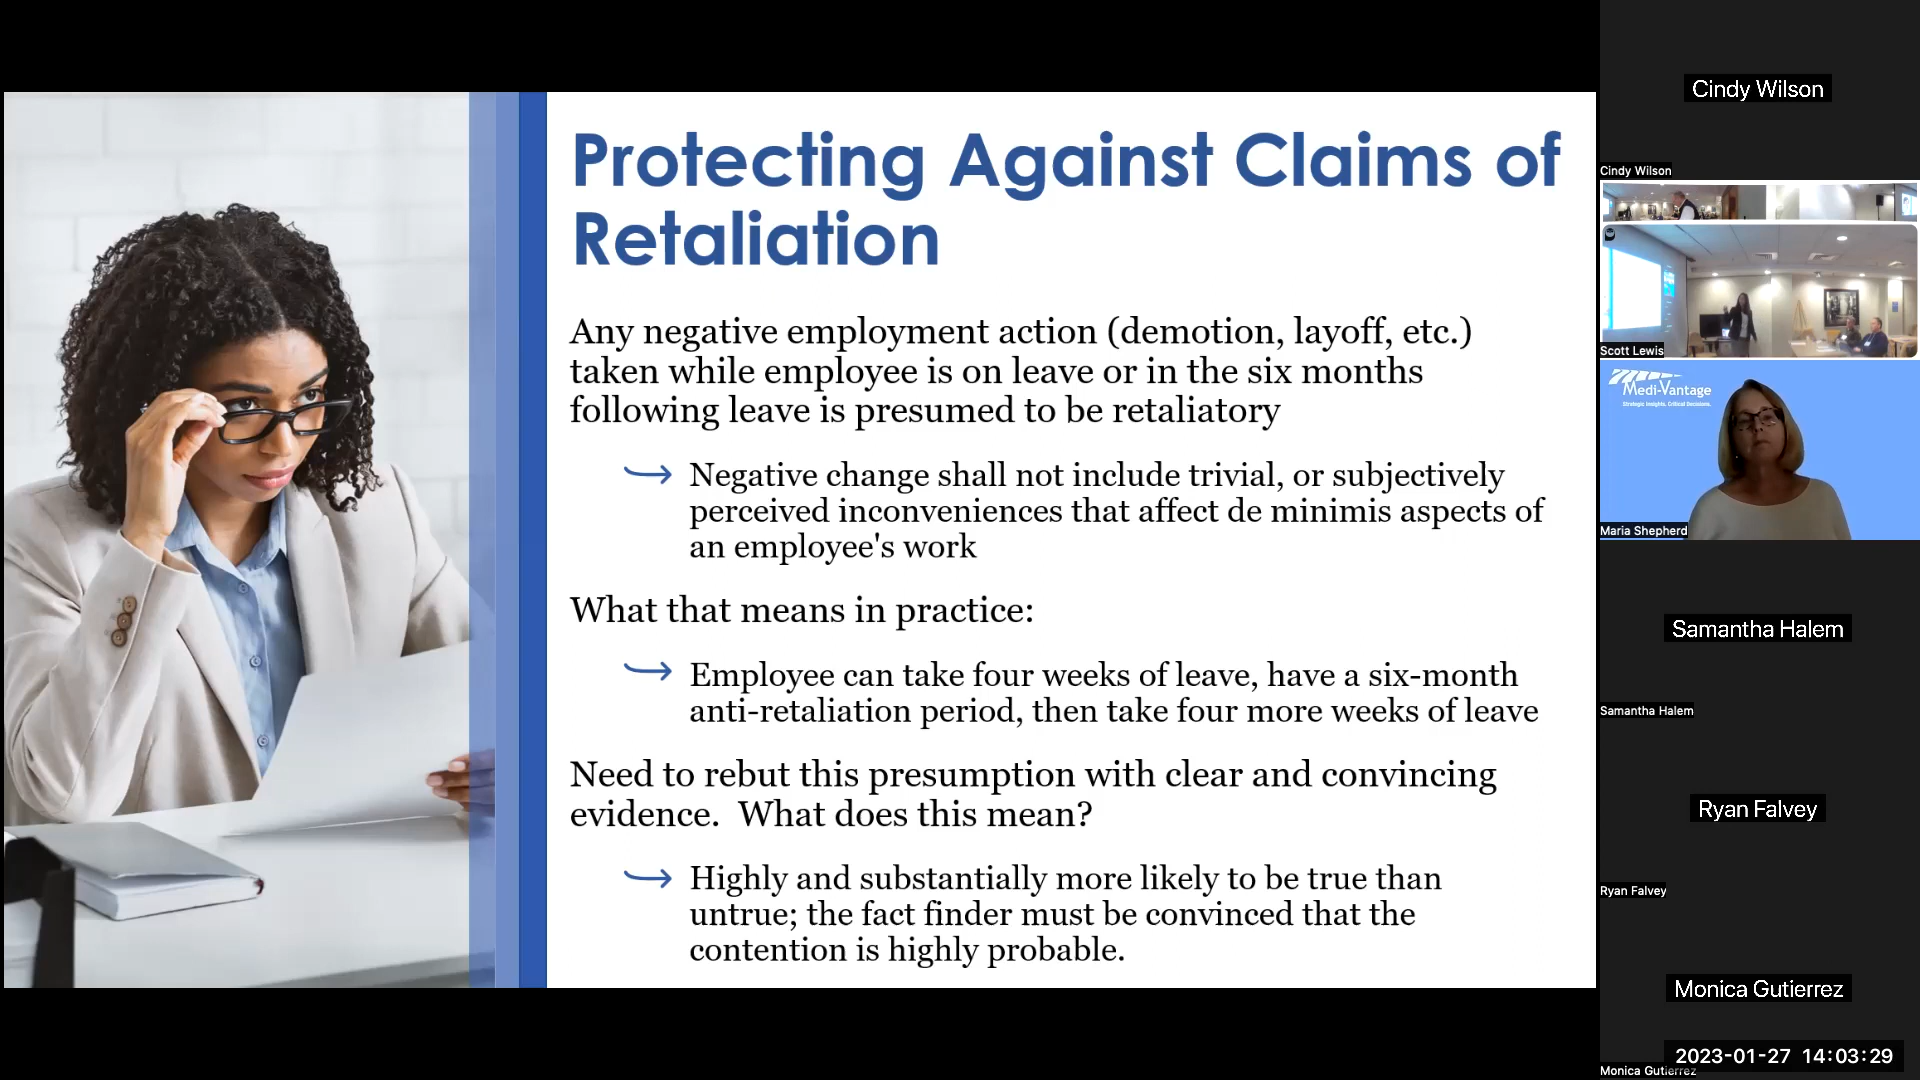 Protecting Against Claims of
Retaliation
Any negative employment action (demotion, layoff, etc.)
taken while employee is on leave or in the six months
following leave is presumed to be retaliatory
Negative change shall not include trivial, or subjectively
perceived inconveniences that affect de minimis aspects of
an employee's work
What that means in practice:
Employee can take four weeks of leave, have a six-month
anti-retaliation period, then take four more weeks of leave
Need to rebut this presumption with clear and convincing
evidence.  What does this mean?
Highly and substantially more likely to be true than
untrue; the fact finder must be convinced that the
contention is highly probable.
Cindy Wilson
Cindy Wilson
Scott Lewis
Medi-Vantage
Strategic Insights. Critical Decisions.
Maria Shepherd
Samantha Halem
Samantha Halem
Ryan Falvey
Ryan Falvey
Monica Gutierrez
2023-01-27 14:03:29
Monica Gutierrez